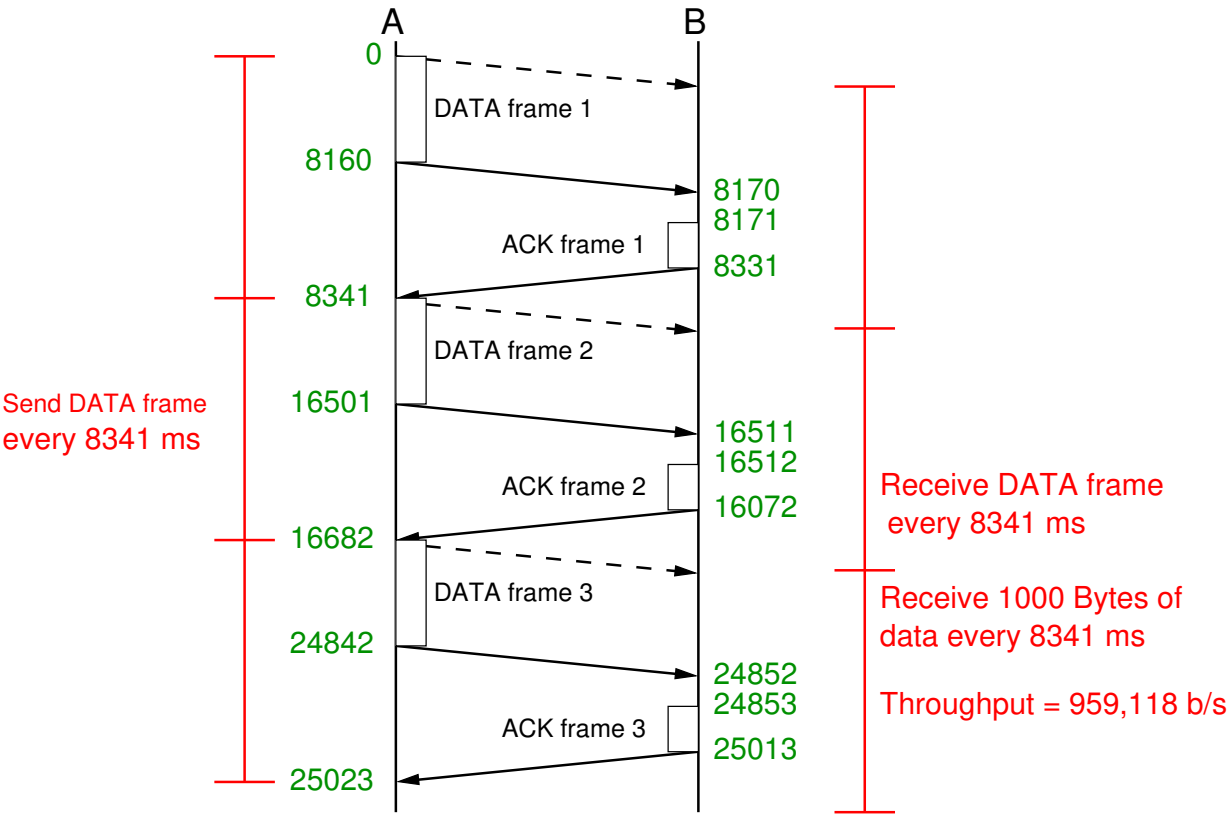 A
B
0
DATA frame 1
8160
8170
8171
ACK frame 1
8331
8341
DATA frame 2
Send DATA frame
every 8341 ms
16501
16511
16512
ACK frame 2
16072
Receive DATA frame
every 8341 ms
16682
DATA frame 3
Receive 1000 Bytes of
data every 8341 ms
24842
24852
24853
Throughput = 959,118 b/s
ACK frame 3
25013
25023